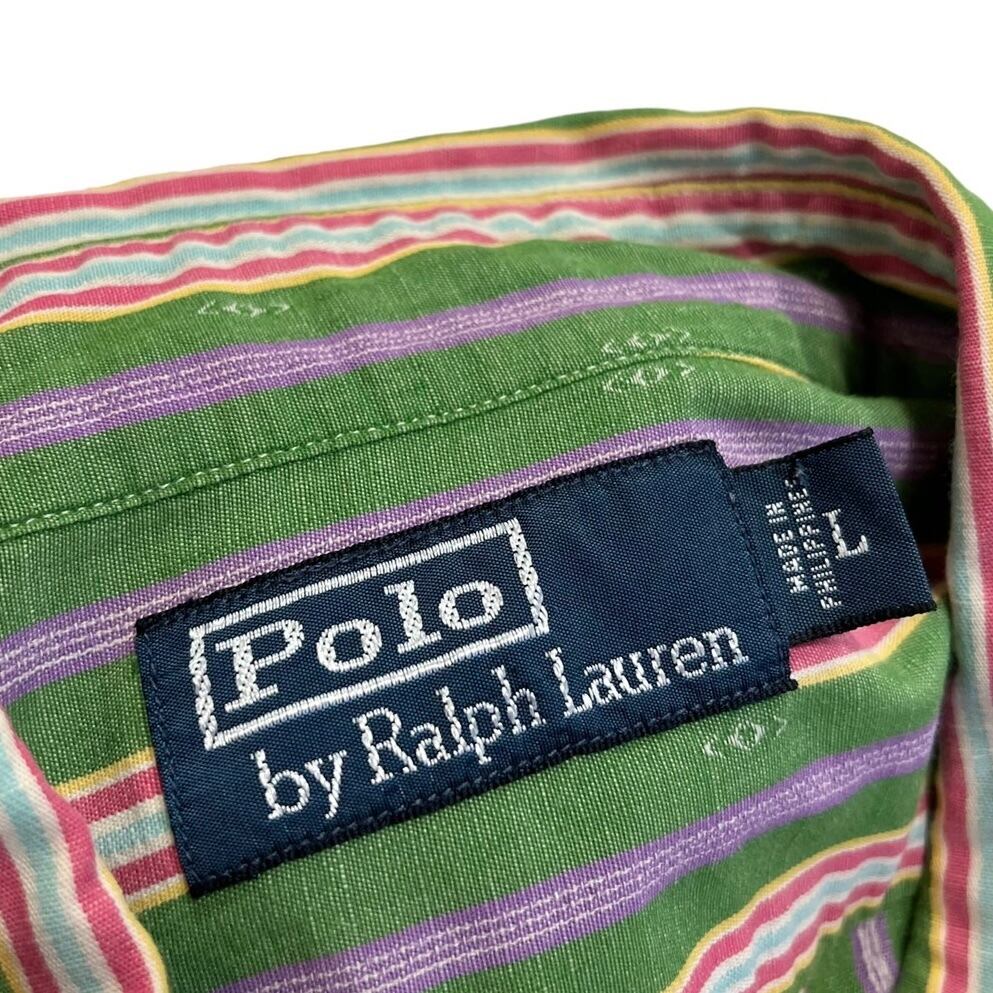 Polo
by Ralph Lauren
MADE IN
PHILIPPINES
L